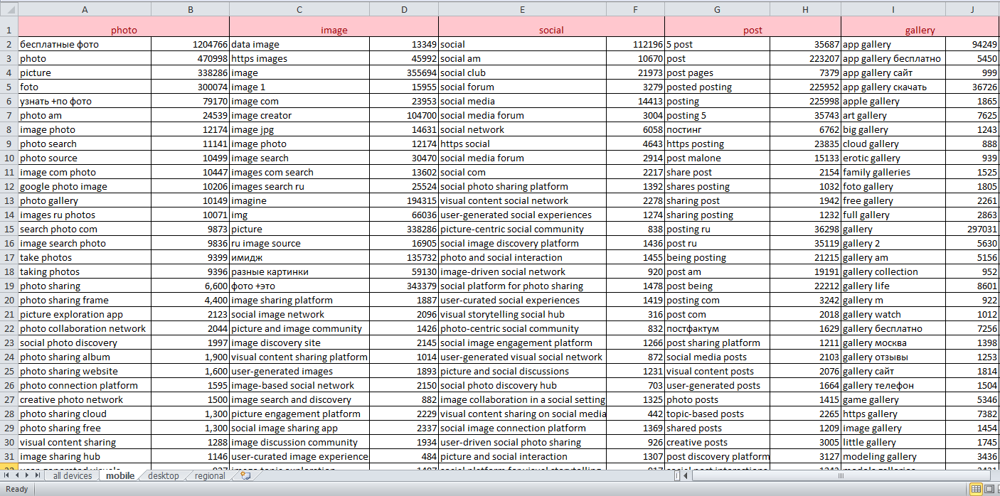 A B C D E F G H I J
1 photo image social post gallery
2 бесплатные фото 1204766 data image 13349 social 112196 5 post 35687 app gallery 94249
3 photo 470998 https images 45992 social am 10670 post 223207 app gallery бесплатно 5450
4 picture 338286 image 355694 social club 21973 post pages 7379 app gallery сайт 999
5 foto 300074 image 1 15955 social forum 3279 posted posting 225952 app gallery скачать 36726
6 узнать +по фото 79170 image com 23953 social media 14413 posting 225998 apple gallery 1865
7 photo am 24539 image creator 104700 social media forum 3004 posting 5 35743 art gallery 7625
8 image photo 12174 image jpg 14631 social network 6058 постинг 6762 big gallery 1243
9 photo search 11141 image photo 12174 https social 4643 https posting 23835 cloud gallery 888
10 photo source 10499 image search 30470 social media forum 2914 post malone 15133 erotic gallery 939
11 image com photo 10447 images com search 13602 social com 2217 share post 2154 family galleries 1525
12 google photo image 10206 images search ru 25524 social photo sharing platform 1392 shares posting 1032 foto gallery 1805
13 photo gallery 10149 imagine 194315 visual content social network 2278 sharing post 1942 free gallery 2261
14 images ru photos 10071 img 66036 user-generated social experiences 1274 sharing posting 1232 full gallery 2863
15 search photo com 9873 picture 338286 picture-centric social community 838 posting ru 36298 gallery 297031
16 image search photo 9836 ru image source 16905 social image discovery platform 1436 post ru 35119 gallery 2 5630
17 take photos 9399 имидж 135732 photo and social interaction 1455 being posting 21215 gallery am 5156
18 taking photos 9396 разные картинки 59130 image-driven social network 920 post am 19191 gallery collection 952
19 photo sharing 6,600 фото +это 343379 social platform for photo sharing 1478 post being 22212 gallery life 8601
20 photo sharing frame 4,400 image sharing platform 1887 user-curated social experiences 1419 posting com 3242 gallery m 922
21 picture exploration app 2123 social image network 2096 visual storytelling social hub 316 post com 2018 gallery watch 1012
22 photo collaboration network 2044 picture and image community 1426 photo-centric social community 832 постфактум 1629 gallery бесплатно 7256
23 social photo discovery 1997 image discovery site 2145 social image engagement platform 1266 post sharing platform 1211 gallery москва 1398
24 photo sharing album 1,900 visual content sharing platform 1014 user-generated visual social network 872 social media posts 2103 gallery отзывы 1253
25 photo sharing website 1,600 user-generated images 1893 picture and social discussions 1231 visual content posts 2076 gallery сайт 1814
26 photo connection platform 1595 image-based social network 2150 social photo discovery hub 703 user-generated posts 1664 gallery телефон 1504
27 creative photo network 1500 image search and discovery 882 image collaboration in a social setting 1325 photo posts 1415 game gallery 5346
28 photo sharing cloud 1,300 picture engagement platform 2229 visual content sharing on social media 442 topic-based posts 2265 https gallery 7382
29 photo sharing free 1,300 social image sharing app 2337 social image connection platform 1369 shared posts 1209 image gallery 1454
30 visual content sharing 1288 image discussion community 1934 user-driven social photo sharing 926 creative posts 3005 little gallery 1745
31 image sharing hub 1146 user-curated image experience 484 picture and social interaction 1307 post discovery platform 3127 modeling gallery 3436
all devices mobile desktop regional
Ready